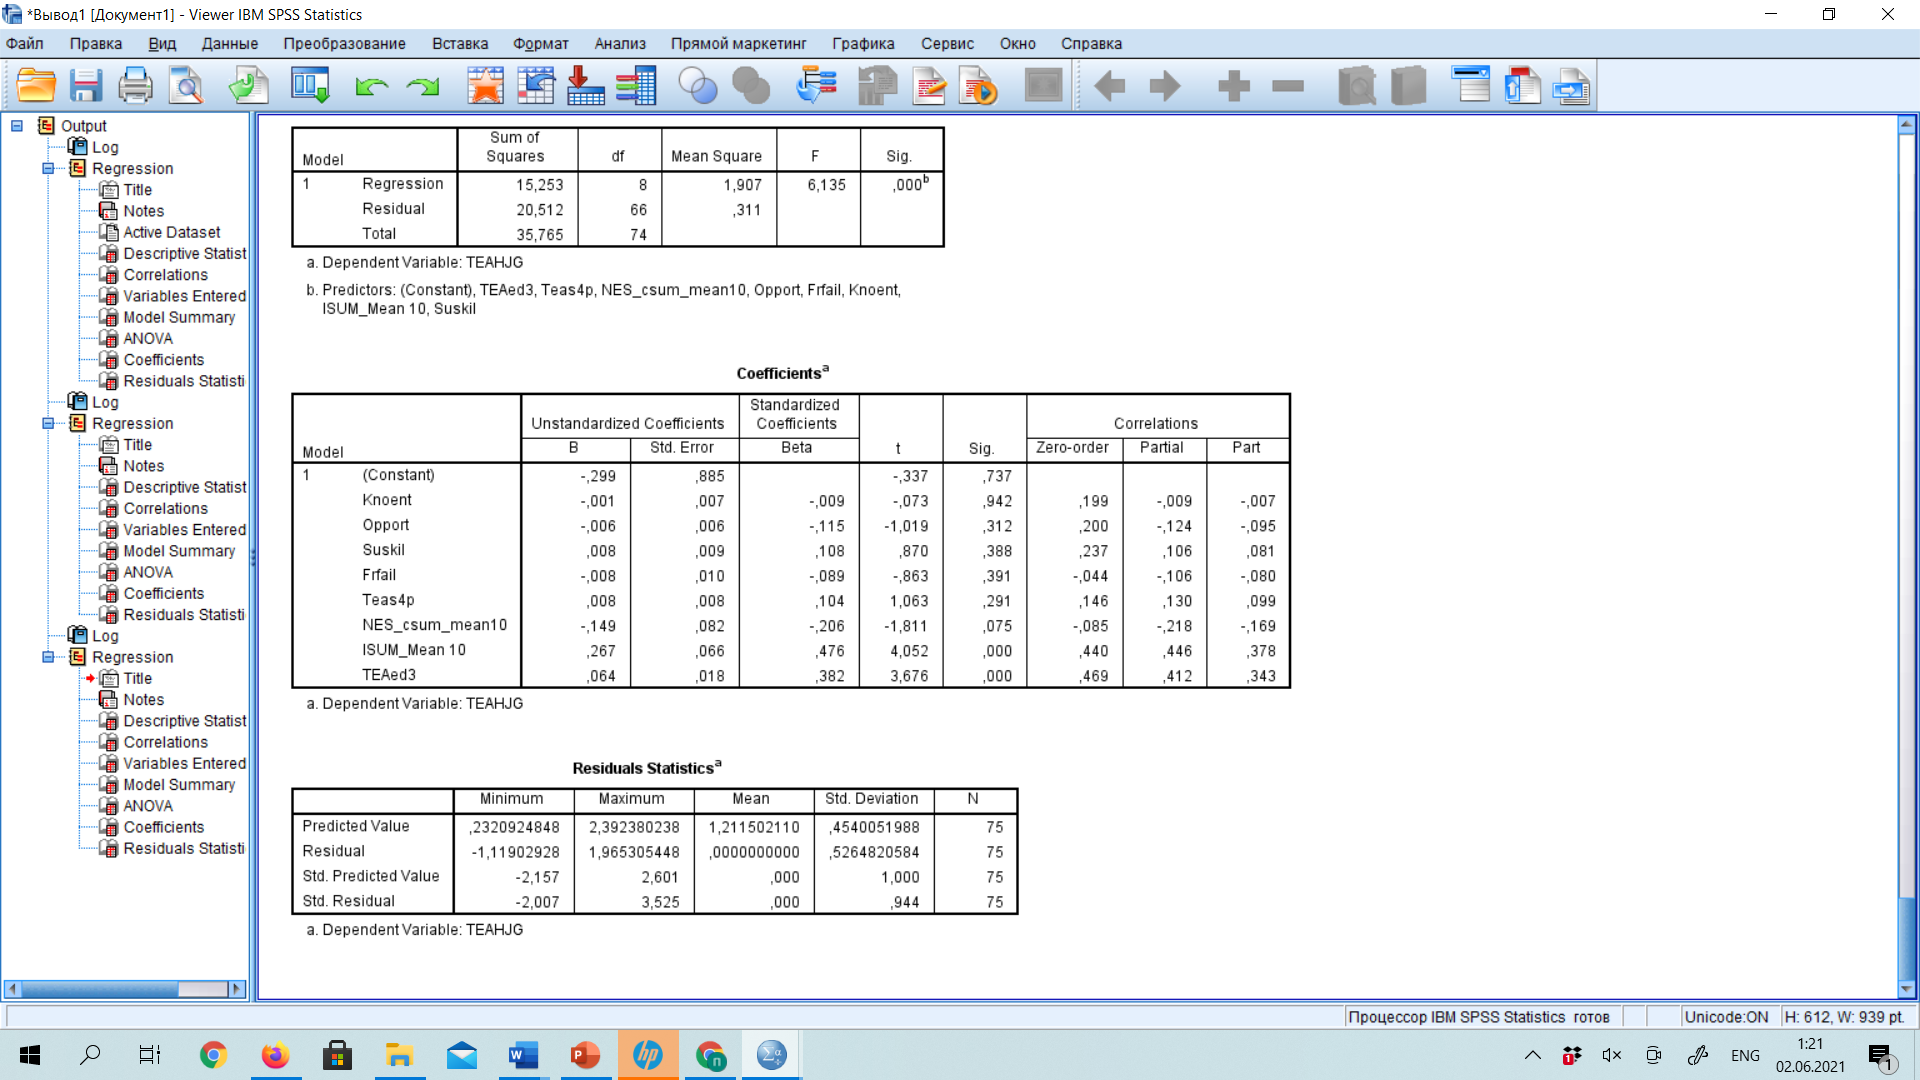 *Вывод1 [Документ1] - Viewer IBM SPSS Statistics
Файл Правка Вид Данные Преобразование Вставка Формат Анализ Прямой маркетинг Графика Сервис Окно Справка
Output
Log
Regression
Title
Notes
Active Dataset
Descriptive Statist
Correlations
Variables Entered
Model Summary
ANOVA
Coefficients
Residuals Statisti
Log
Regression
Title
Notes
Descriptive Statist
Correlations
Variables Entered
Model Summary
ANOVA
Coefficients
Residuals Statisti
Log
Regression
Title
Notes
Descriptive Statist
Correlations
Variables Entered
Model Summary
ANOVA
Coefficients
Residuals Statisti
Model Sum of Squares df Mean Square F Sig.
1 Regression 15,253 8 1,907 6,135 ,000b
Residual 20,512 66 ,311
Total 35,765 74
a. Dependent Variable: TEAHJG
b. Predictors: (Constant), TEAed3, Teas4p, NES_csum_mean10, Opport, Frfail, Knoent,
ISUM_Mean 10, Suskil
Coefficientsa
Model Unstandardized Coefficients Standardized Coefficients t Sig. Correlations
B Std. Error Beta Zero-order Partial Part
1 (Constant) -,299 ,885 -,337 ,737
Knoent -,001 ,007 -,009 -,073 ,942 ,199 -,009 -,007
Opport -,006 ,006 -,115 -1,019 ,312 ,200 -,124 -,095
Suskil ,008 ,009 ,108 ,870 ,388 ,237 ,106 ,081
Frfail -,008 ,010 -,089 -,863 ,391 -,044 -,106 -,080
Teas4p ,008 ,008 ,104 1,063 ,291 ,146 ,130 ,099
NES_csum_mean10 -,149 ,082 -,206 -1,811 ,075 -,085 -,218 -,169
ISUM_Mean 10 ,267 ,066 ,476 4,052 ,000 ,440 ,446 ,378
TEAed3 ,064 ,018 ,382 3,676 ,000 ,469 ,412 ,343
a. Dependent Variable: TEAHJG
Residuals Statisticsa
Minimum Maximum Mean Std. Deviation N
Predicted Value ,2320924848 2,392380238 1,211502110 ,4540051988 75
Residual -1,11902928 1,965305448 ,0000000000 ,5264820584 75
Std. Predicted Value -2,157 2,601 ,000 1,000 75
Std. Residual -2,007 3,525 ,000 ,944 75
a. Dependent Variable: TEAHJG
Процессор IBM SPSS Statistics готов Unicode:ON H: 612, W: 939 pt.
ENG
1:21
02.06.2021
1